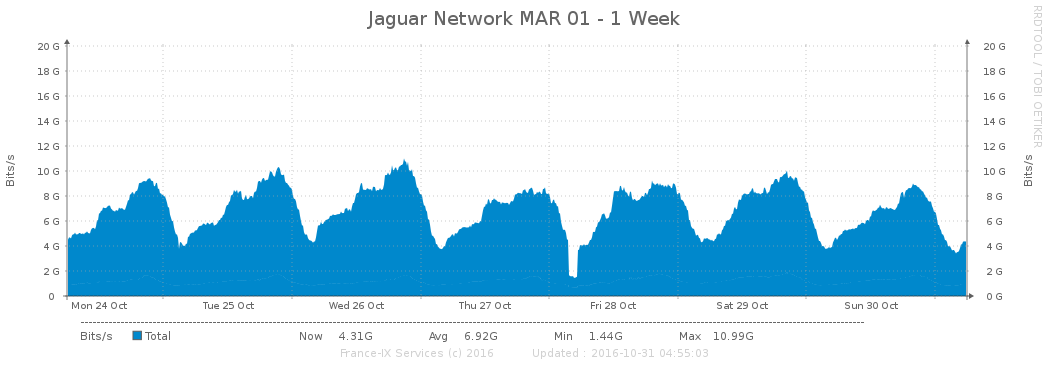 Jaguar Network MAR 01 - 1 Week
RRDTOOL / TOBI OETIKER
Bits/s
Bits/s
20 G 20 G
18 G 18 G
16 G 16 G
14 G 14 G
12 G 12 G
10 G 10 G
8 G 8 G
6 G 6 G
4 G 4 G
2 G 2 G
0 0 G
Mon 24 Oct Tue 25 Oct Wed 26 Oct Thu 27 Oct Fri 28 Oct Sat 29 Oct Sun 30 Oct
Bits/s Total Now 4.31G Avg 6.92G Min 1.44G Max 10.99G
France-IX Services (c) 2016 Updated : 2016-10-31 04:55:03